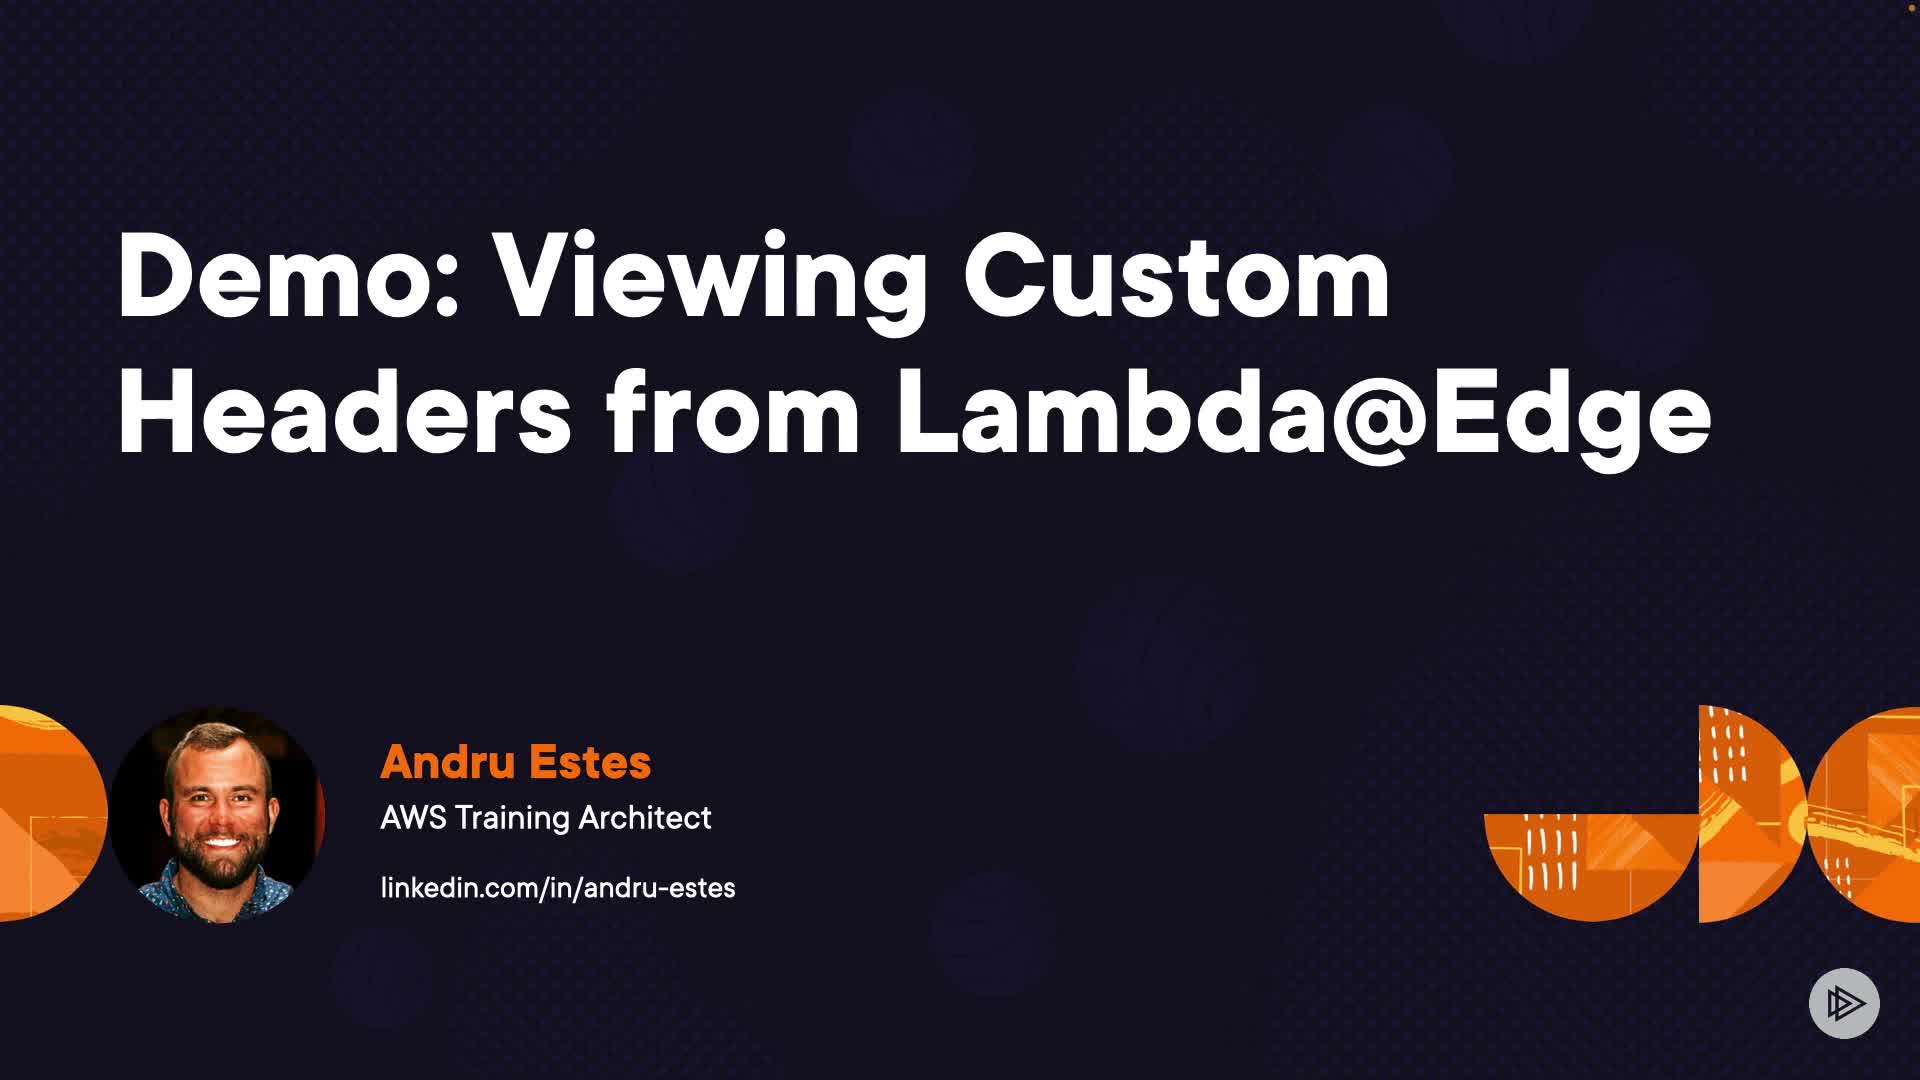 Demo: Viewing Custom
Headers from Lambda@Edge
Andru Estes
AWS Training Architect
linkedin.com/in/andru-estes